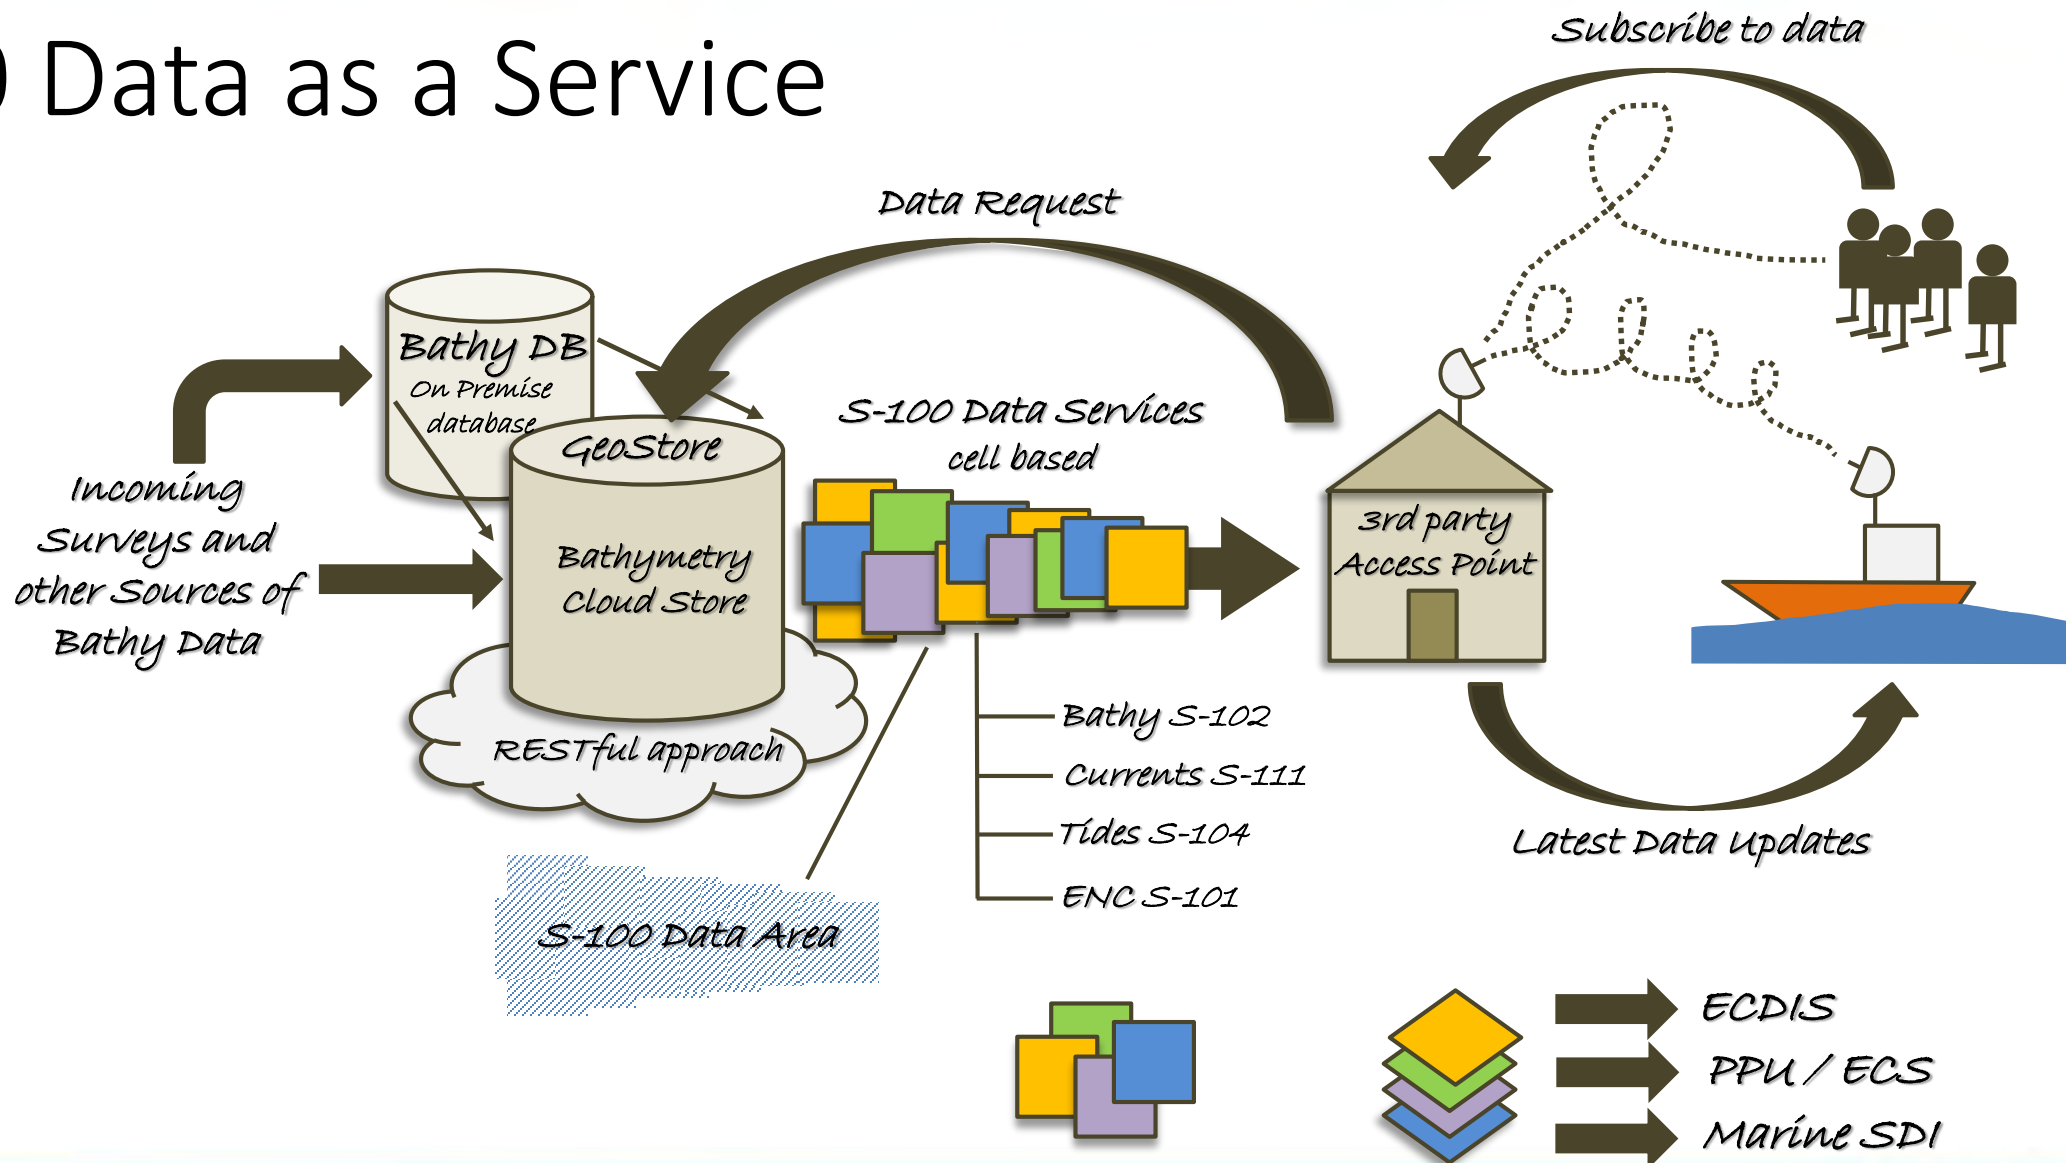 0 Data as a Service
Subscribe to data
Data Request
Bathy DB
On Premise
database
GeoStore
Bathymetry
Cloud Store
RESTful approach
Incoming
Surveys and
other Sources of
Bathy Data
S-100 Data Services
cell based
3rd party
Access Point
Bathy S-102
Currents S-111
Tides S-104
ENC S-101
Latest Data Updates
S-100 Data Area
ECDIS
PPU / ECS
Marine SDI